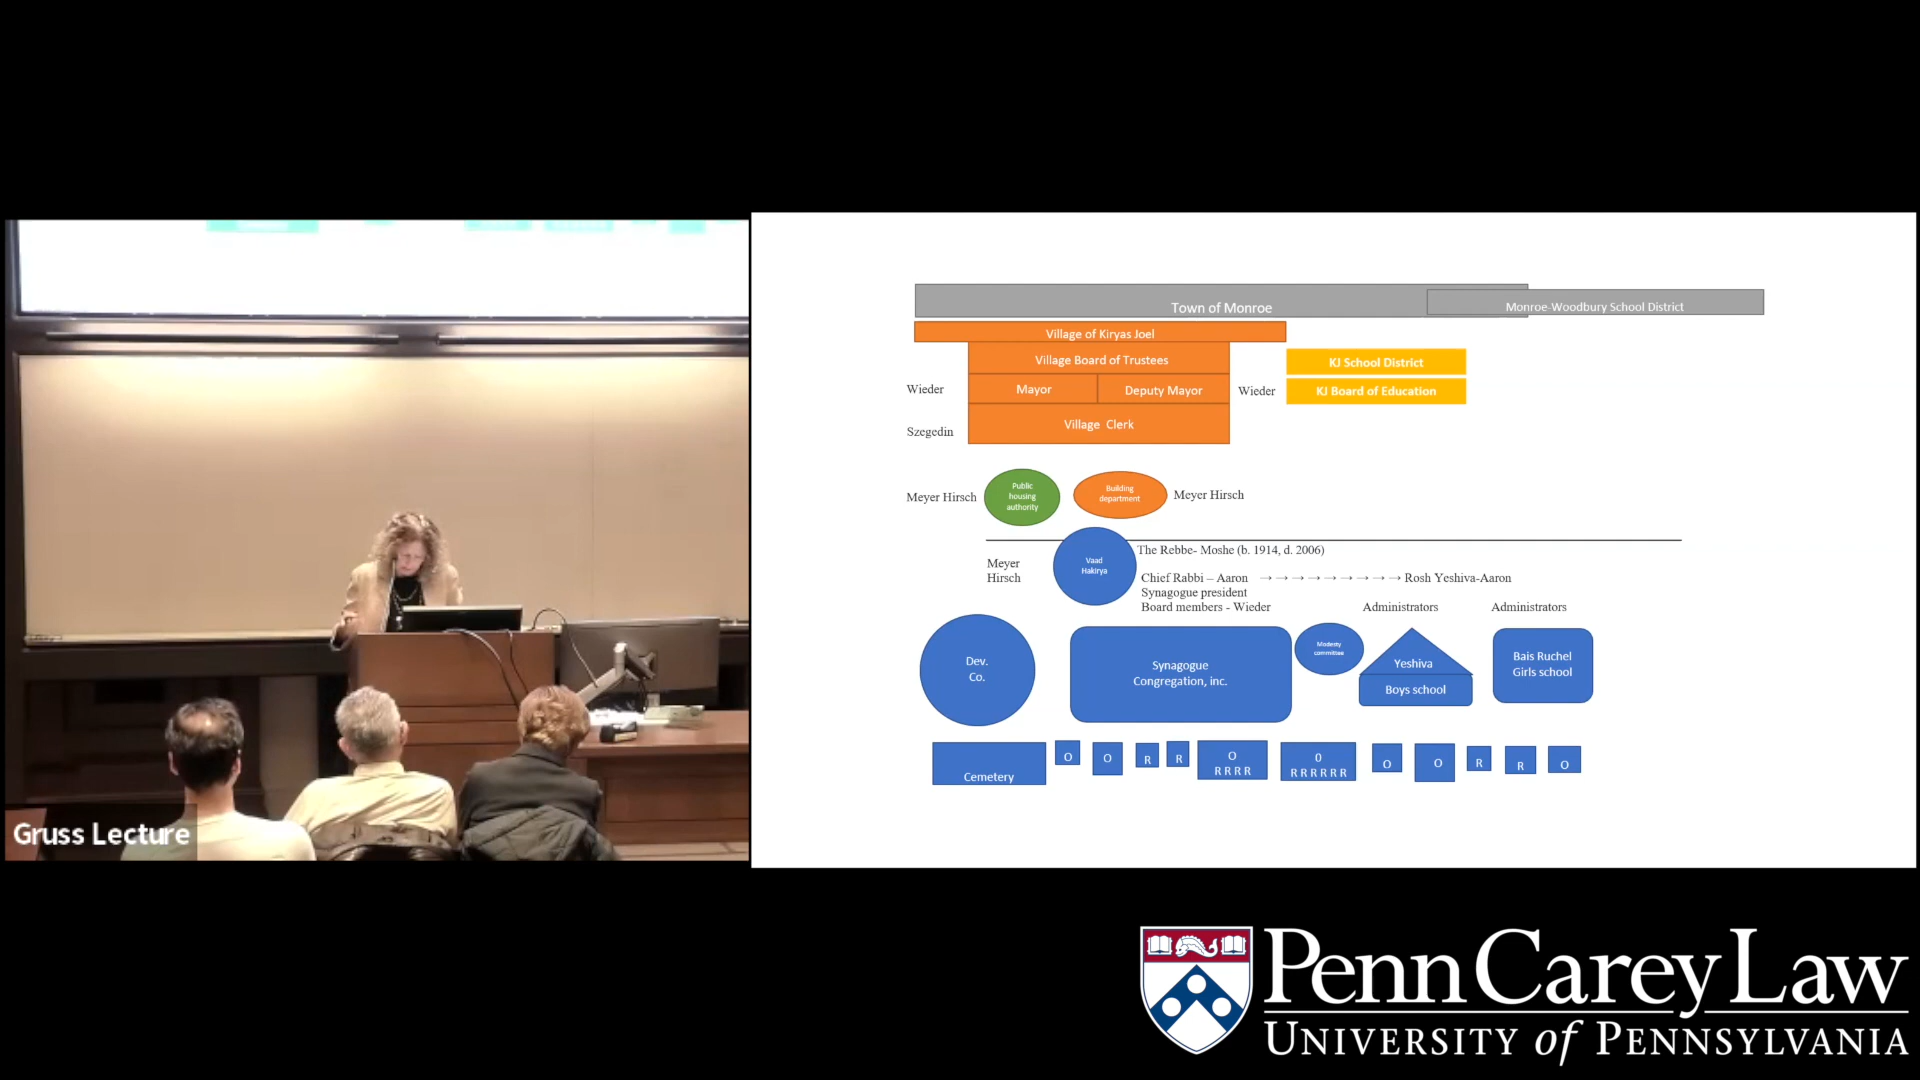 Town of Monroe
Monroe-Woodbury School District
Village of Kiryas Joel
Village Board of Trustees
KJ School District
Wieder
Mayor
Deputy Mayor
Wieder
KJ Board of Education
Szegedin
Village Clerk
Meyer Hirsch
Public
housing
authority
Building
department
Meyer Hirsch
Meyer
Hirsch
Vaad
Hakirya
The Rebbe- Moshe (b. 1914, d. 2006)
Chief Rabbi – Aaron →→→→→→→→→ Rosh Yeshiva-Aaron
Synagogue president
Board members - Wieder
Administrators
Administrators
Dev.
Co.
Synagogue
Congregation, inc.
Modesty
committee
Yeshiva
Boys school
Bais Ruchel
Girls school
Cemetery
O
O
R
R
O
R R R R
0
R R R R R R
O
O
R
R
O
Gruss Lecture
Penn Carey Law
UNIVERSITY of PENNSYLVANIA